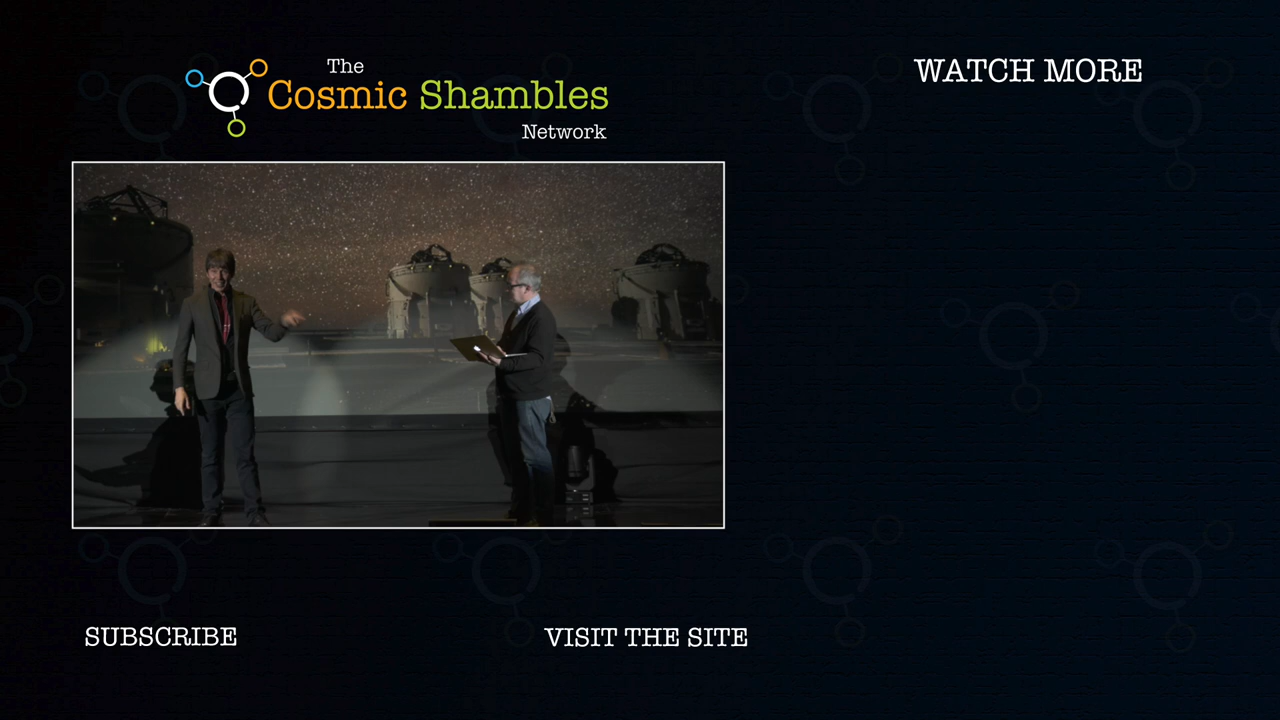 The
Cosmic Shambles
Network
WATCH MORE
SUBSCRIBE
VISIT THE SITE